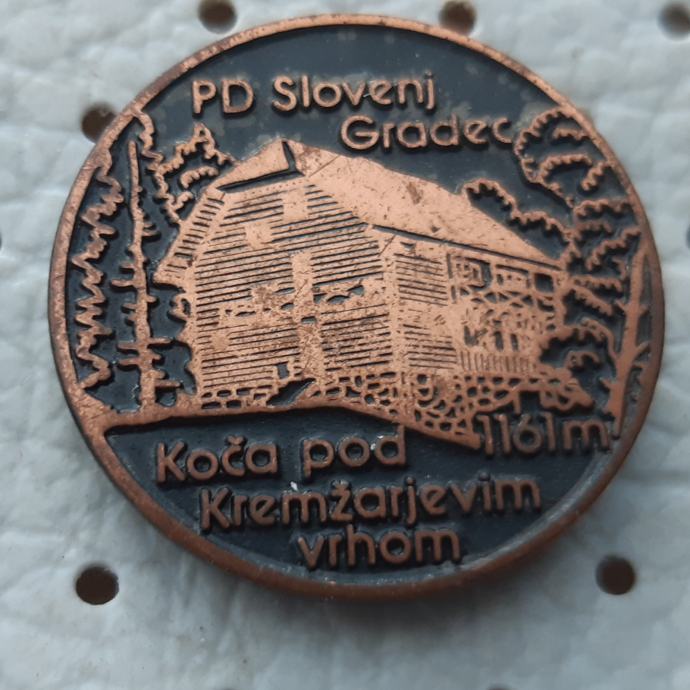 PD Slovenj
Gradec
1161m
Koča pod
Kremžarjevim
vrhom